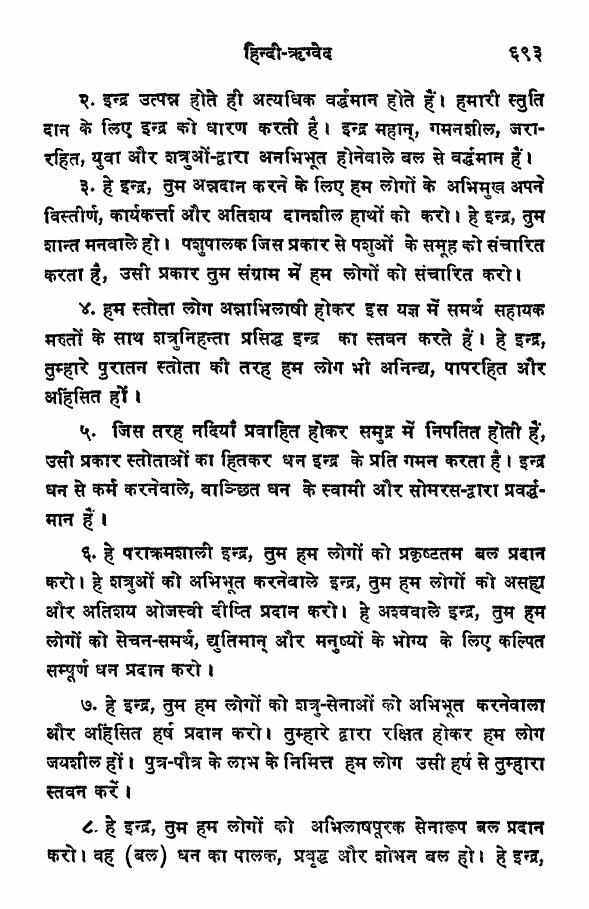 हिन्दी-ऋग्वेद ६९३
२. इन्द्र उत्पन्न होते ही अत्यधिक वर्द्धमान होते हैं। हमारी स्तुति
दान के लिए इन्द्र को धारण करती है। इन्द्र महान्, गमनशील, जरा-
रहित, युवा और शत्रुओं-द्वारा अनभिभूत होनेवाले बल से वर्द्धमान हैं।
३. हे इन्द्र, तुम अन्नदान करने के लिए हम लोगों के अभिमुख अपने
विस्तीर्ण, कार्यकर्त्ता और अतिशय दानशील हाथों को करो। हे इन्द्र, तुम
शान्त मनवाले हो। पशुपालक जिस प्रकार से पशुओं के समूह को संचारित
करता है, उसी प्रकार तुम संग्राम में हम लोगों को संचारित करो।
४. हम स्तोता लोग अन्नाभिलाषी होकर इस यज्ञ में समर्थ सहायक
मरुतों के साथ शत्रुनिहन्ता प्रसिद्ध इन्द्र का स्तवन करते हैं। हे इन्द्र,
तुम्हारे पुरातन स्तोता की तरह हम लोग भी अनिन्द्य, पापरहित और
अहिंसित हों।
५. जिस तरह नदियाँ प्रवाहित होकर समुद्र में निपतित होती हैं,
उसी प्रकार स्तोताओं का हितकर धन इन्द्र के प्रति गमन करता है। इन्द्र
धन से कर्म करनेवाले, वाञ्छित धन के स्वामी और सोमरस-द्वारा प्रवर्द्ध-
मान हैं।
६. हे पराक्रमशाली इन्द्र, तुम हम लोगों को प्रकृष्टतम बल प्रदान
करो। हे शत्रुओं को अभिभूत करनेवाले इन्द्र, तुम हम लोगों को असह्य
और अतिशय ओजस्वी दीप्ति प्रदान करो। हे अश्ववाले इन्द्र, तुम हम
लोगों को सेचन-समर्थ, द्युतिमान् और मनुष्यों के भोग्य के लिए कल्पित
सम्पूर्ण धन प्रदान करो।
७. हे इन्द्र, तुम हम लोगों को शत्रु-सेनाओं को अभिभूत करनेवाला
और अहिंसित हर्ष प्रदान करो। तुम्हारे द्वारा रक्षित होकर हम लोग
जयशील हों। पुत्र-पौत्र के लाभ के निमित्त हम लोग उसी हर्ष से तुम्हारा
स्तवन करें।
८. हे इन्द्र, तुम हम लोगों को अभिलाषपूरक सेनारूप बल प्रदान
करो। वह (बल) धन का पालक, प्रवृद्ध और शोभन बल हो। हे इन्द्र,